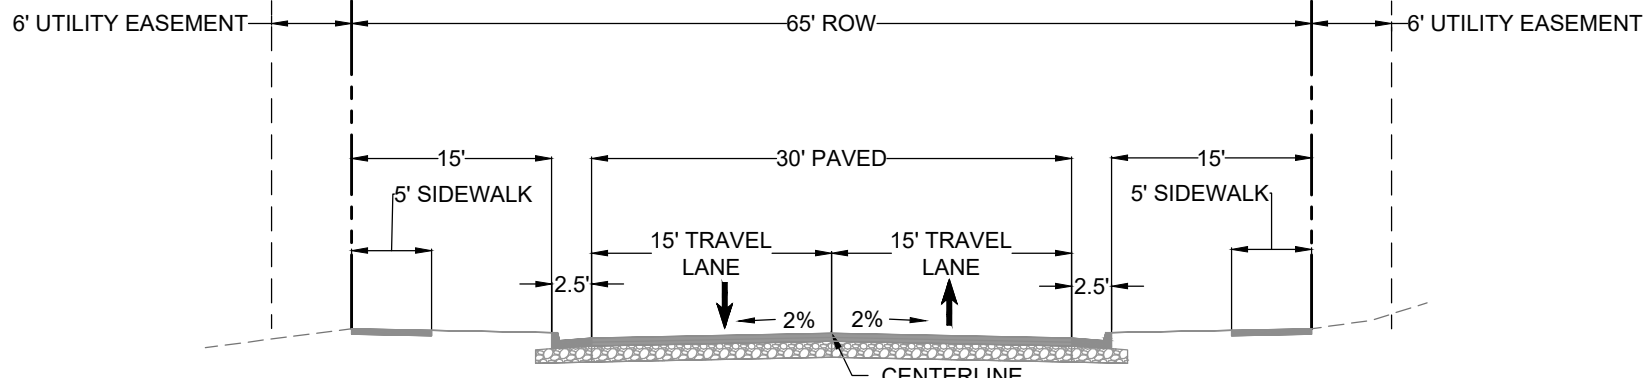 6' UTILITY EASEMENT
65' ROW
6' UTILITY EASEMENT
15'
30' PAVED
15'
5' SIDEWALK
5' SIDEWALK
15' TRAVEL
LANE
15' TRAVEL
LANE
2.5'
2.5'
2%
2%
CENTERLINE